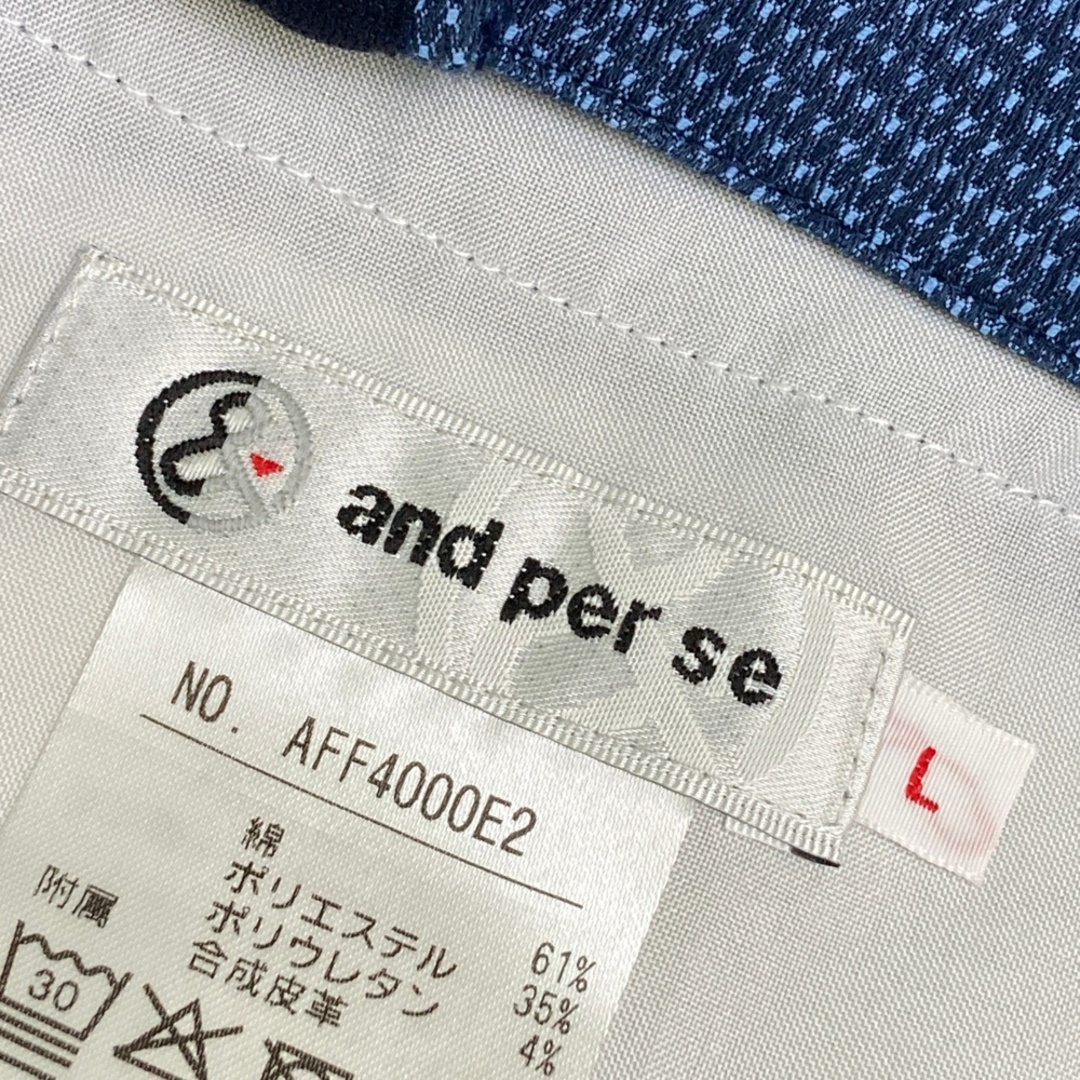 & and per se
L
NO. AFF4000E2
綿 61%
ポリエステル 35%
ポリウレタン 4%
附属 合成皮革
30